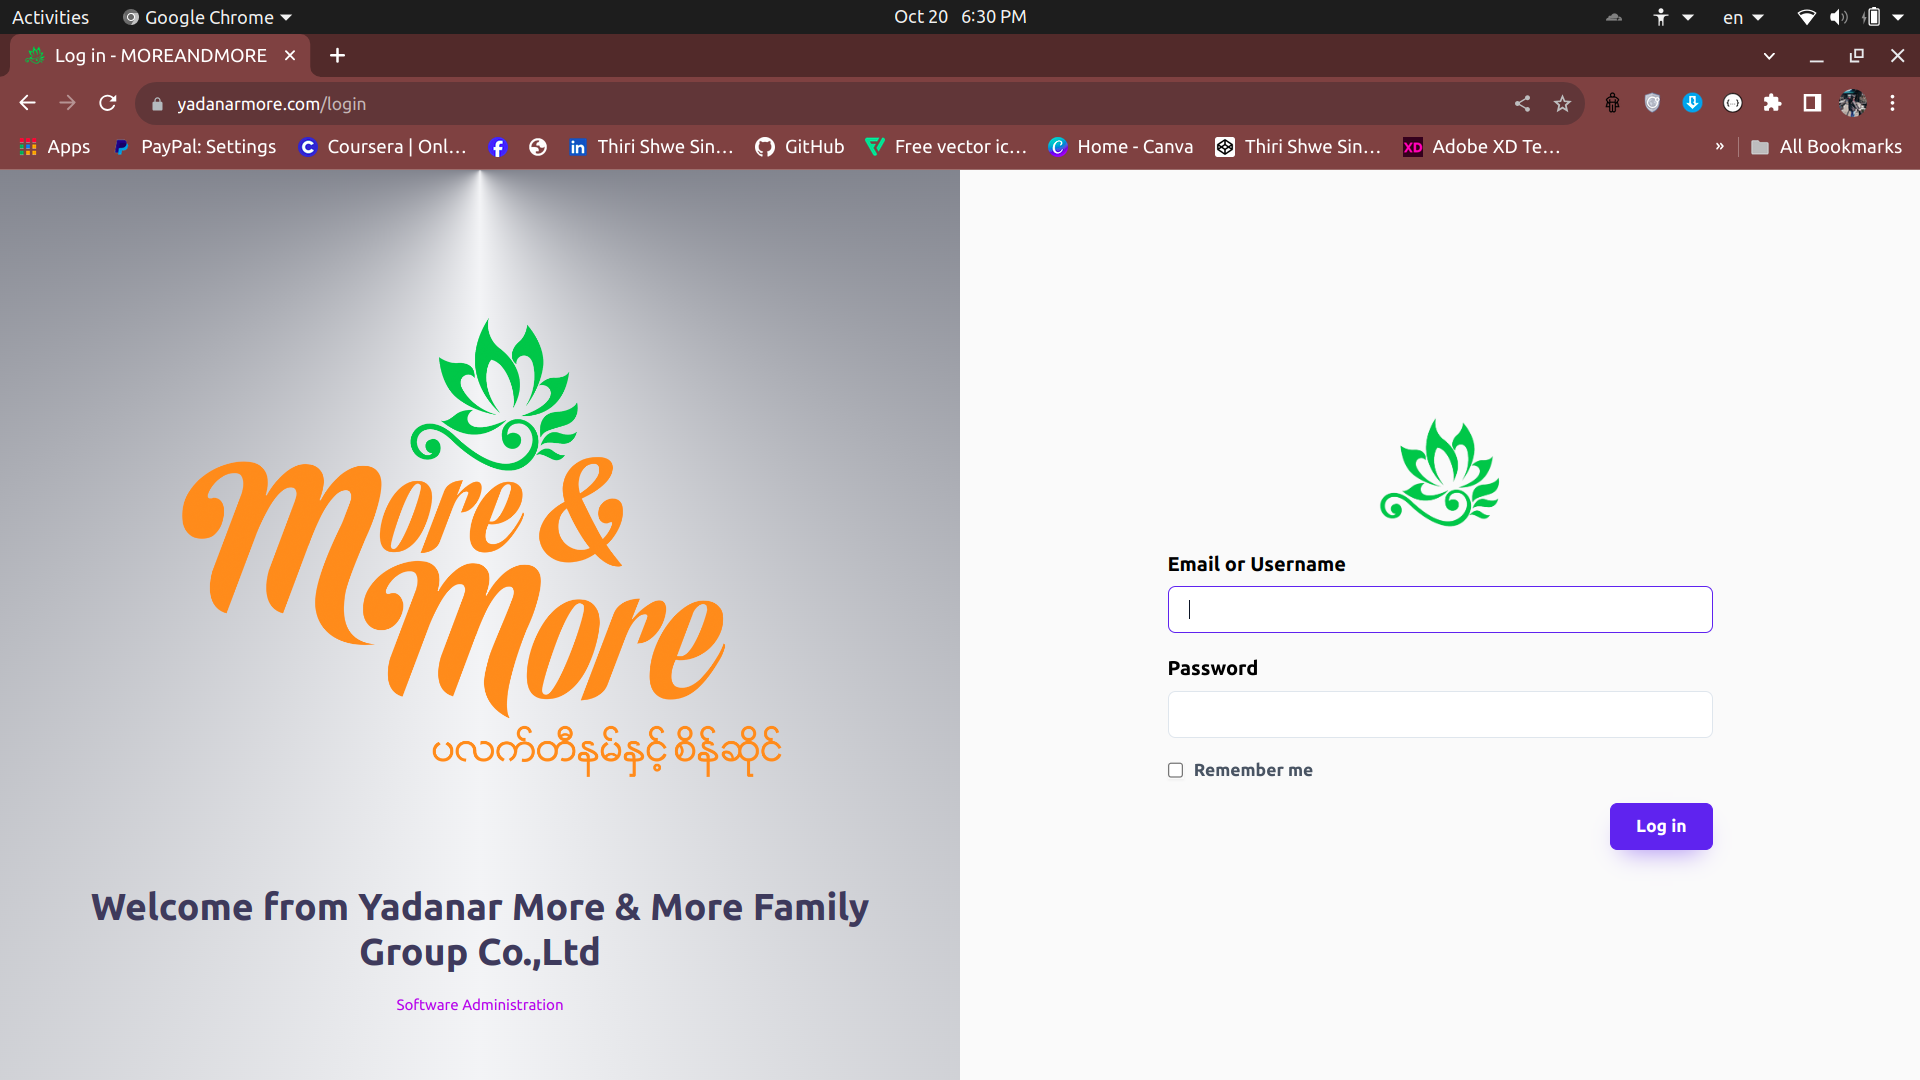 Activities
Google Chrome
Oct 20 6:30 PM
en
Log in - MOREANDMORE
yadanarmore.com/login
Apps
PayPal: Settings
Coursera | Onl...
Thiri Shwe Sin...
GitHub
Free vector ic...
Home - Canva
Thiri Shwe Sin...
XD
Adobe XD Te...
»
All Bookmarks
More &
More
ပလက်တီနမ်နှင့် စိန်ဆိုင်
Welcome from Yadanar More & More Family
Group Co.,Ltd
Software Administration
Email or Username
Password
Remember me
Log in